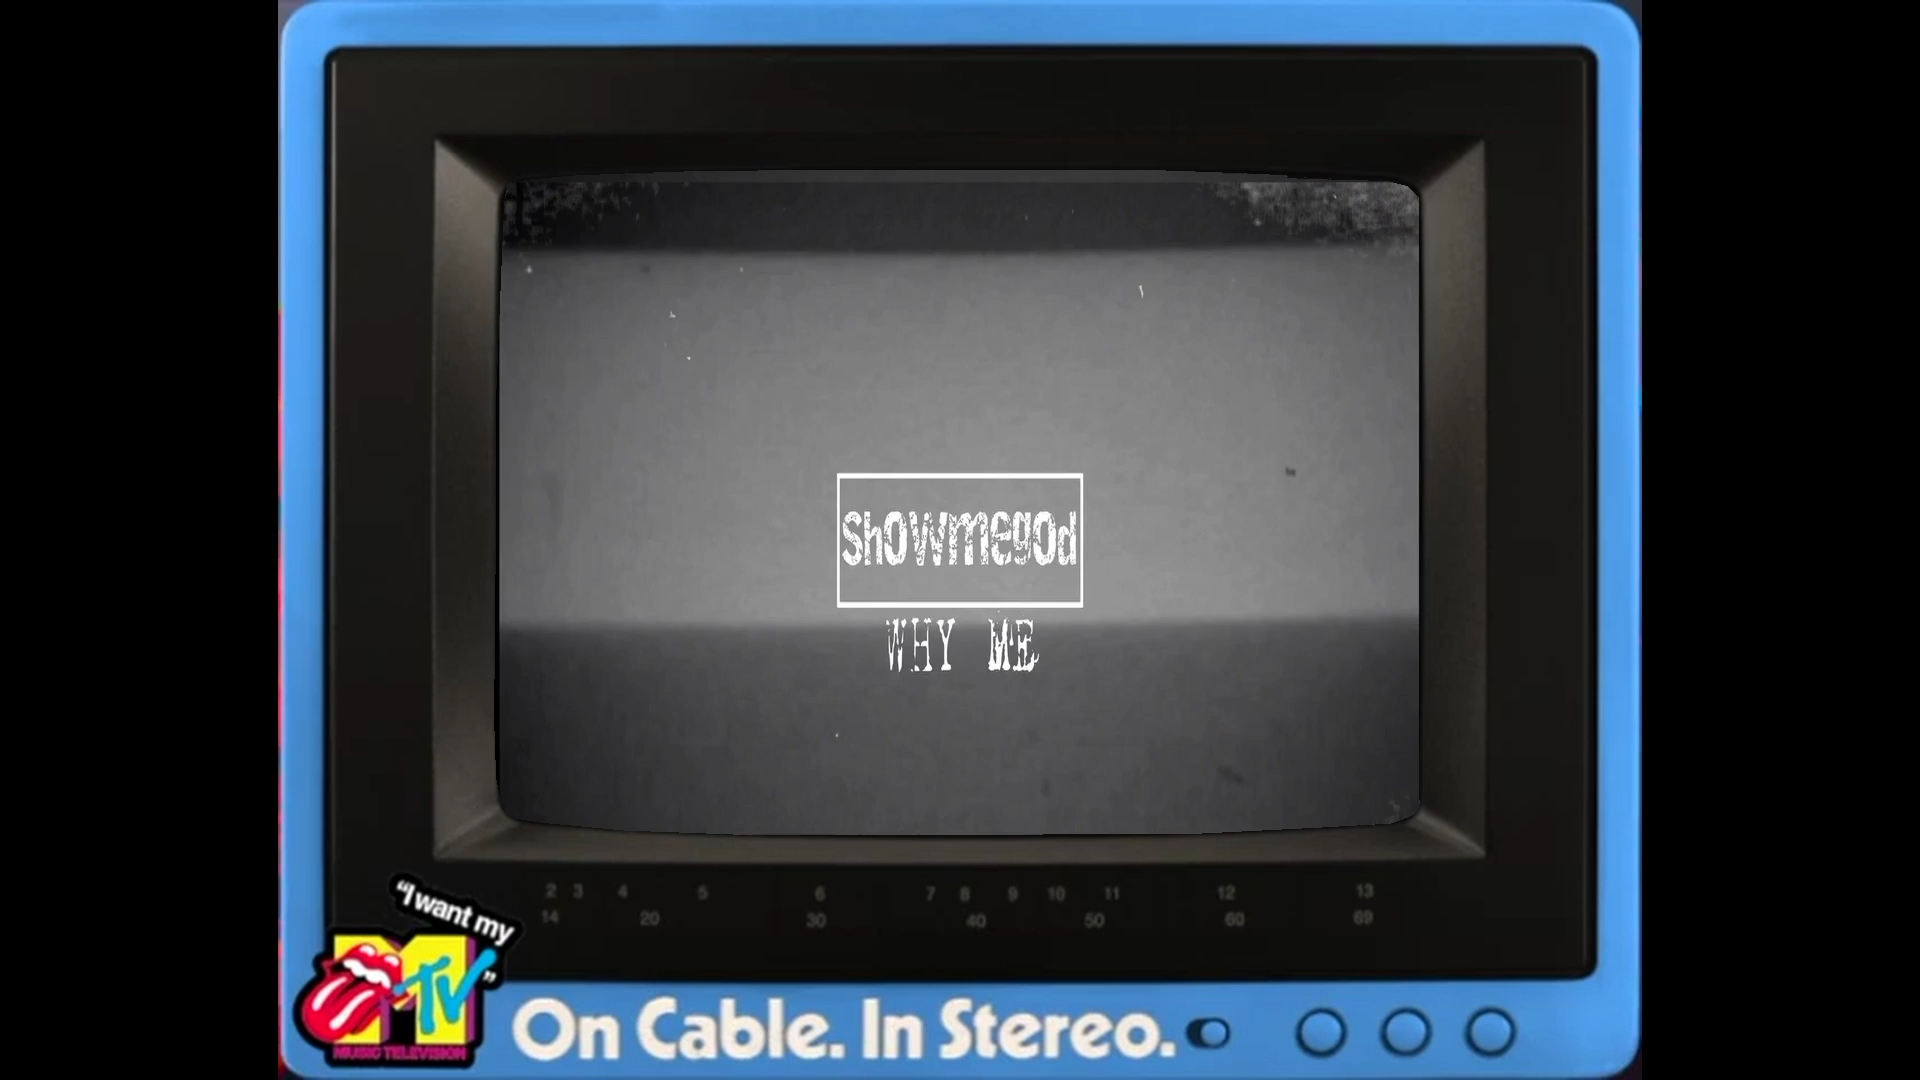 showmegod
WHY ME
2 3 4 5 6 7 8 9 10 11 12 13
14 20 30 40 50 60 69
"I want my
MTV"
MUSIC TELEVISION
On Cable. In Stereo.